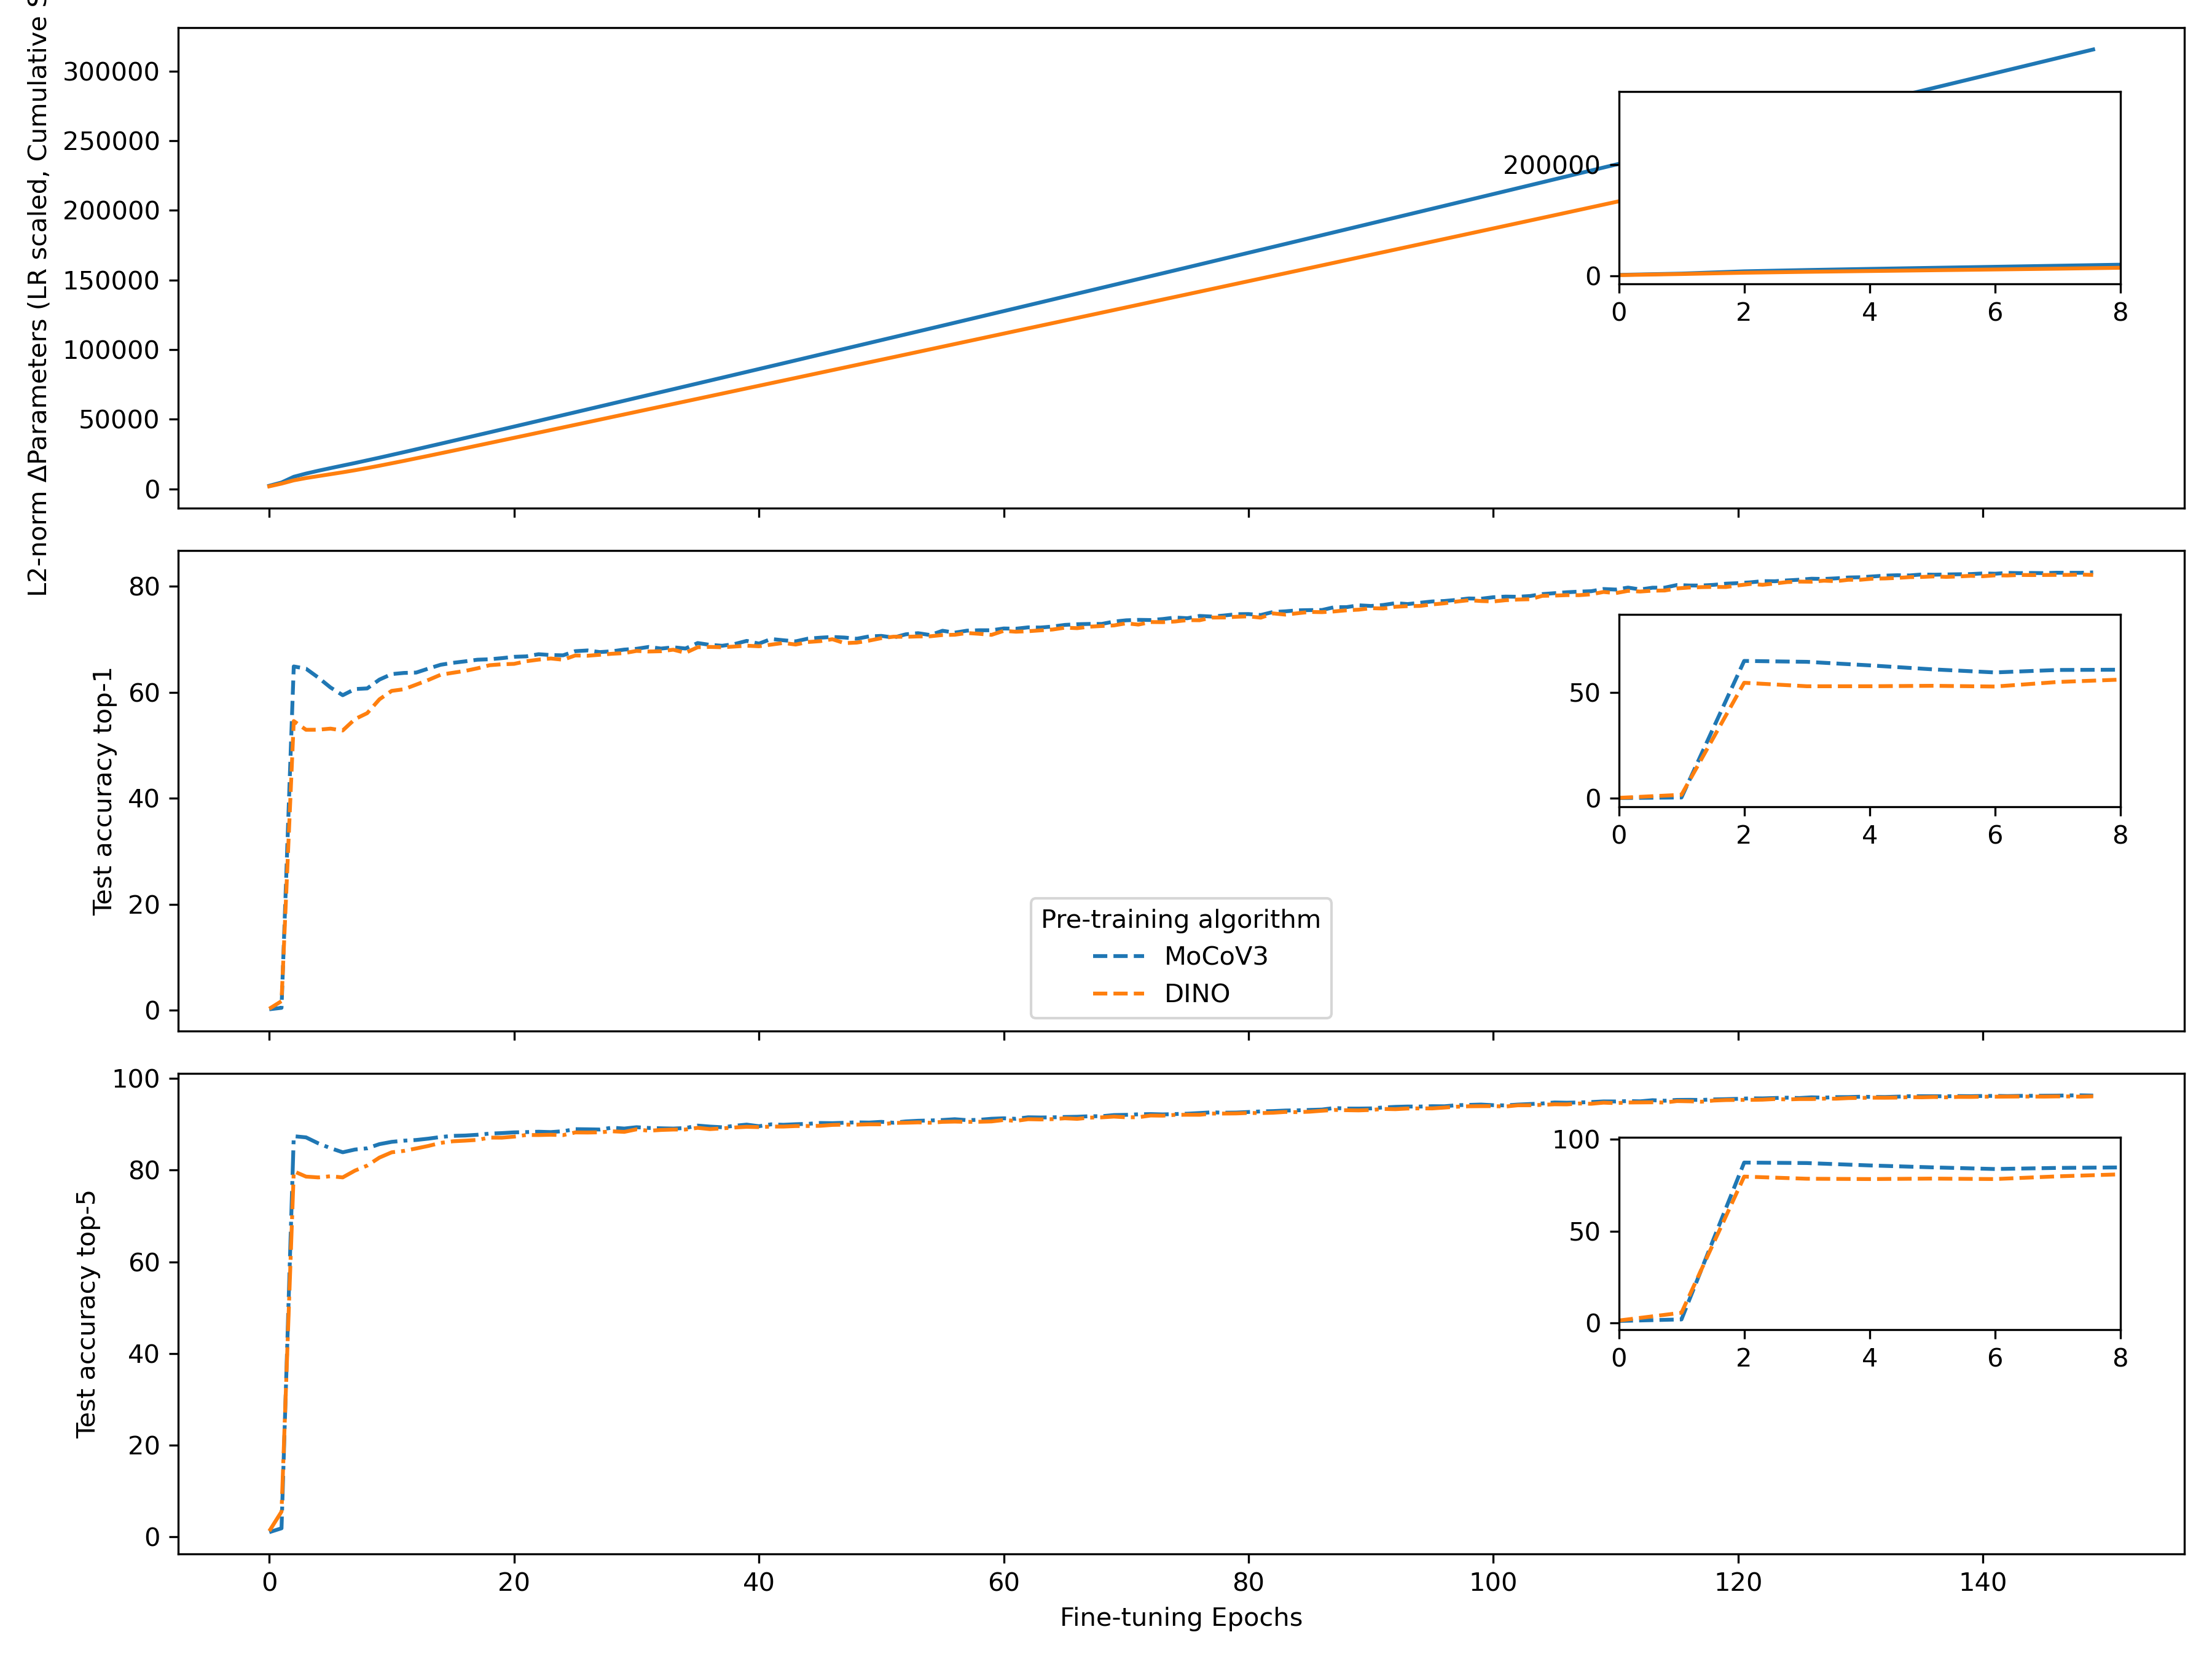 L2-norm ΔParameters (LR scaled, Cumulative
300000
250000
200000
150000
100000
50000
0
200000
0
0 2 4 6 8
Test accuracy top-1
80
60
40
20
0
50
0
0 2 4 6 8
Pre-training algorithm
MoCoV3
DINO
Test accuracy top-5
100
80
60
40
20
0
100
50
0
0 2 4 6 8
0 20 40 60 80 100 120 140
Fine-tuning Epochs